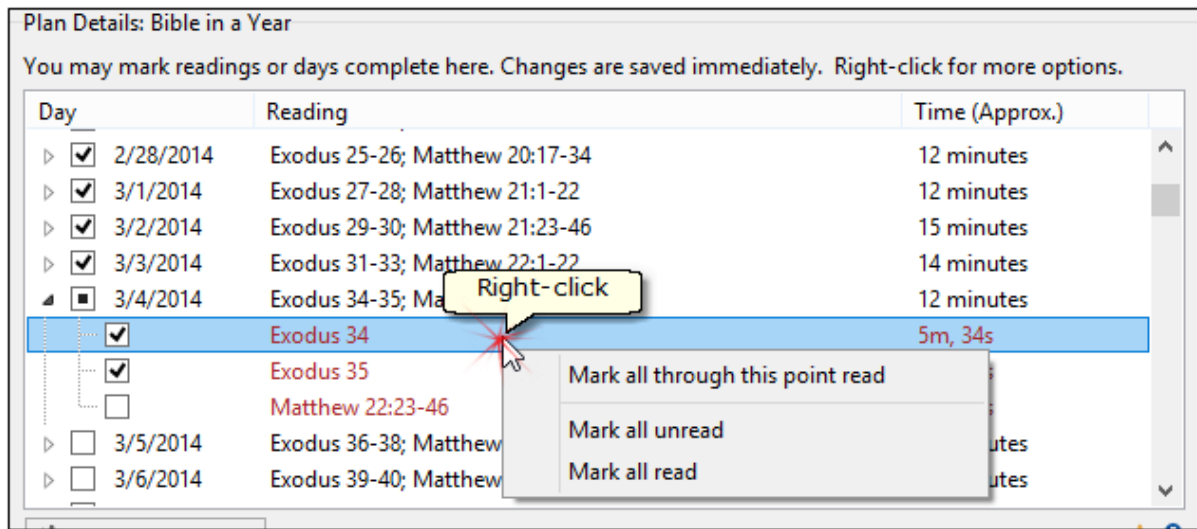 Plan Details: Bible in a Year
You may mark readings or days complete here. Changes are saved immediately. Right-click for more options.
Day Reading Time (Approx.)
2/28/2014 Exodus 25-26; Matthew 20:17-34 12 minutes
3/1/2014 Exodus 27-28; Matthew 21:1-22 12 minutes
3/2/2014 Exodus 29-30; Matthew 21:23-46 15 minutes
3/3/2014 Exodus 31-33; Matthew 22:1-22 14 minutes
3/4/2014 Exodus 34-35; Ma 12 minutes
Right-click
Exodus 34 5m, 34s
Exodus 35
Matthew 22:23-46
3/5/2014 Exodus 36-38; Matthew utes
3/6/2014 Exodus 39-40; Matthew utes
Mark all through this point read
Mark all unread
Mark all read